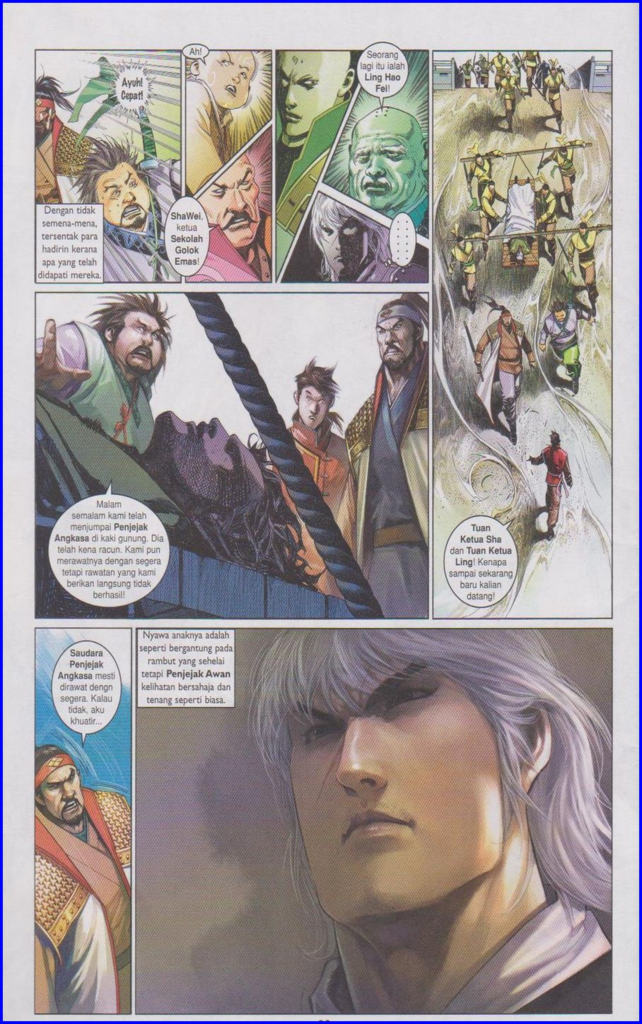 Ayuh!
Cepat!
Ah!
Seorang
lagi itu ialah
Ling Hao
Fei!
Dengan tidak
semena-mena,
tersentak para
hadirin kerana
apa yang telah
didapati mereka.
ShaWei,
ketua
Sekolah
Golok
Emas!
Tuan
Ketua Sha
dan Tuan Ketua
Ling! Kenapa
sampai sekarang
baru kalian
datang!
Malam
semalam kami telah
menjumpai Penjejak
Angkasa di kaki gunung. Dia
telah kena racun. Kami pun
merawatnya dengan segera
tetapi rawatan yang kami
berikan langsung tidak
berhasil!
Saudara
Penjejak
Angkasa mesti
dirawat dengn
segera. Kalau
tidak, aku
khuatir...
Nyawa anaknya adalah
seperti bergantung pada
rambut yang sehelai
tetapi Penjejak Awan
kelihatan bersahaja dan
tenang seperti biasa.